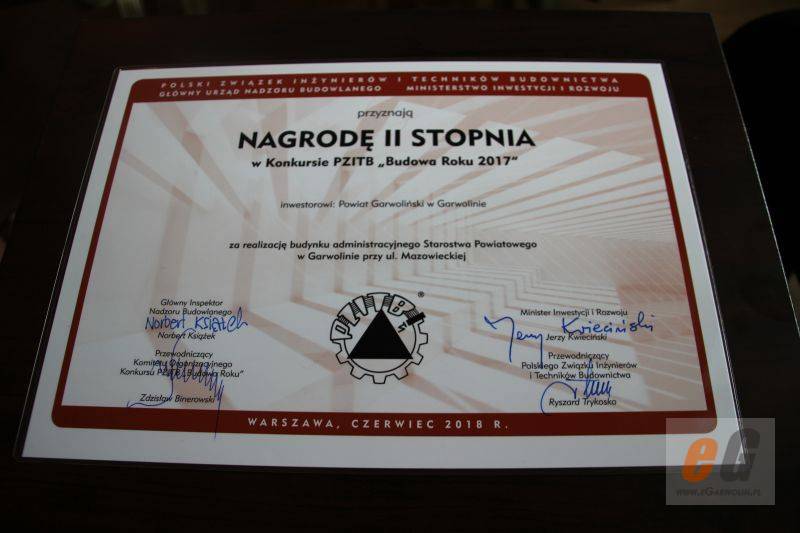 POLSKI ZWIĄZEK INŻYNIERÓW I TECHNIKÓW BUDOWNICTWA
GŁÓWNY URZĄD NADZORU BUDOWLANEGO MINISTERSTWO INWESTYCJI I ROZWOJU
przyznają
NAGRODĘ II STOPNIA
w Konkursie PZITB „Budowa Roku 2017"
inwestorowi: Powiat Garwoliński w Garwolinie
za realizację budynku administracyjnego Starostwa Powiatowego
w Garwolinie przy ul. Mazowieckiej
Główny Inspektor
Nadzoru Budowlanego
Norbert Książek
Norbert Książek
Przewodniczący
Komitetu Organizacyjnego
Konkursu PZITB „Budowa Roku"
Zdzisław Binerowski
PZITB
®
Minister Inwestycji i Rozwoju
Jerzy Kwieciński
Jerzy Kwieciński
Przewodniczący
Polskiego Związku Inżynierów
i Techników Budownictwa
Ryszard Trykosko
WARSZAWA, CZERWIEC 2018 R.
eG
www.eGarwolin.pl